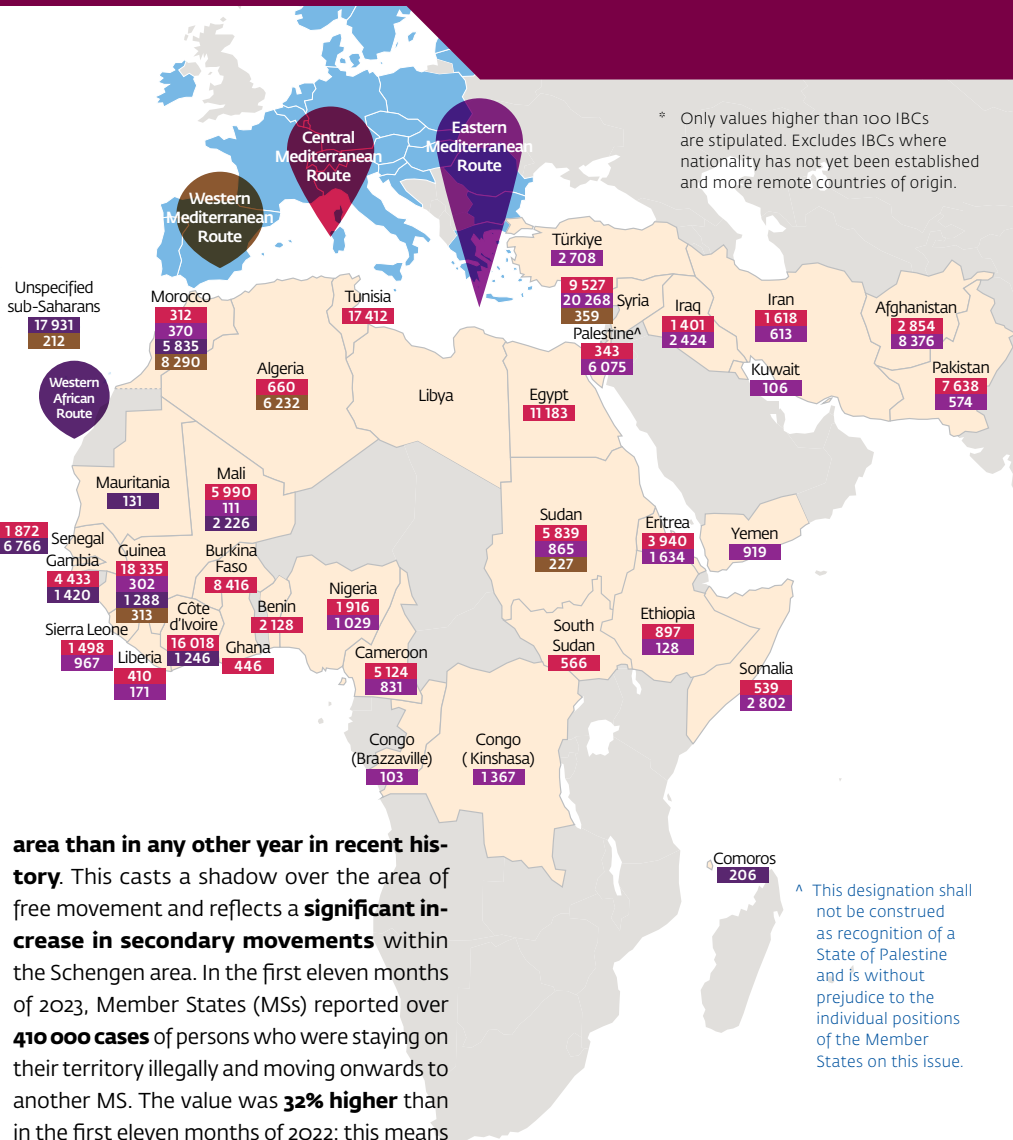 Central
Mediterranean
Route
Eastern
Mediterranean
Route
Western
Mediterranean
Route
* Only values higher than 100 IBCs
are stipulated. Excludes IBCs where
nationality has not yet been established
and more remote countries of origin.
Türkiye
2 708
Unspecified
sub-Saharans
17 931
212
Morocco
312
370
5 835
8 290
Tunisia
17 412
9 527
20 268
359
Syria
Palestine^
343
6 075
Iraq
1 401
2 424
Iran
1 618
613
Afghanistan
2 854
8 376
Western
African
Route
Algeria
660
6 232
Libya
Egypt
11 183
Kuwait
106
Pakistan
7 638
574
Mauritania
131
Mali
5 990
111
2 226
Sudan
5 839
865
227
Eritrea
3 940
1 634
Yemen
919
1 872
6 766
Senegal
Gambia
4 433
1 420
Guinea
18 335
302
1 288
313
Burkina
Faso
8 416
Côte
d'Ivoire
16 018
1 246
Benin
2 128
Nigeria
1 916
1 029
Sierra Leone
1 498
967
Liberia
410
171
Ghana
446
Cameroon
5 124
831
South
Sudan
566
Ethiopia
897
128
Somalia
539
2 802
Congo
(Brazzaville)
103
Congo
( Kinshasa)
1 367
Comoros
206
^ This designation shall
not be construed
as recognition of a
State of Palestine
and is without
prejudice to the
individual positions
of the Member
States on this issue.
area than in any other year in recent his-
tory. This casts a shadow over the area of
free movement and reflects a significant in-
crease in secondary movements within
the Schengen area. In the first eleven months
of 2023, Member States (MSs) reported over
410 000 cases of persons who were staying on
their territory illegally and moving onwards to
another MS. The value was 32% higher than
in the first eleven months of 2022: this means